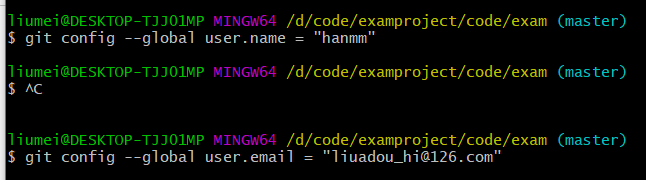 liumei@DESKTOP-TJJO1MP MINGW64 /d/code/examproject/code/exam (master)
$ git config --global user.name = "hanmm"
liumei@DESKTOP-TJJO1MP MINGW64 /d/code/examproject/code/exam (master)
$ ^C
liumei@DESKTOP-TJJO1MP MINGW64 /d/code/examproject/code/exam (master)
$ git config --global user.email = "liuadou_hi@126.com"